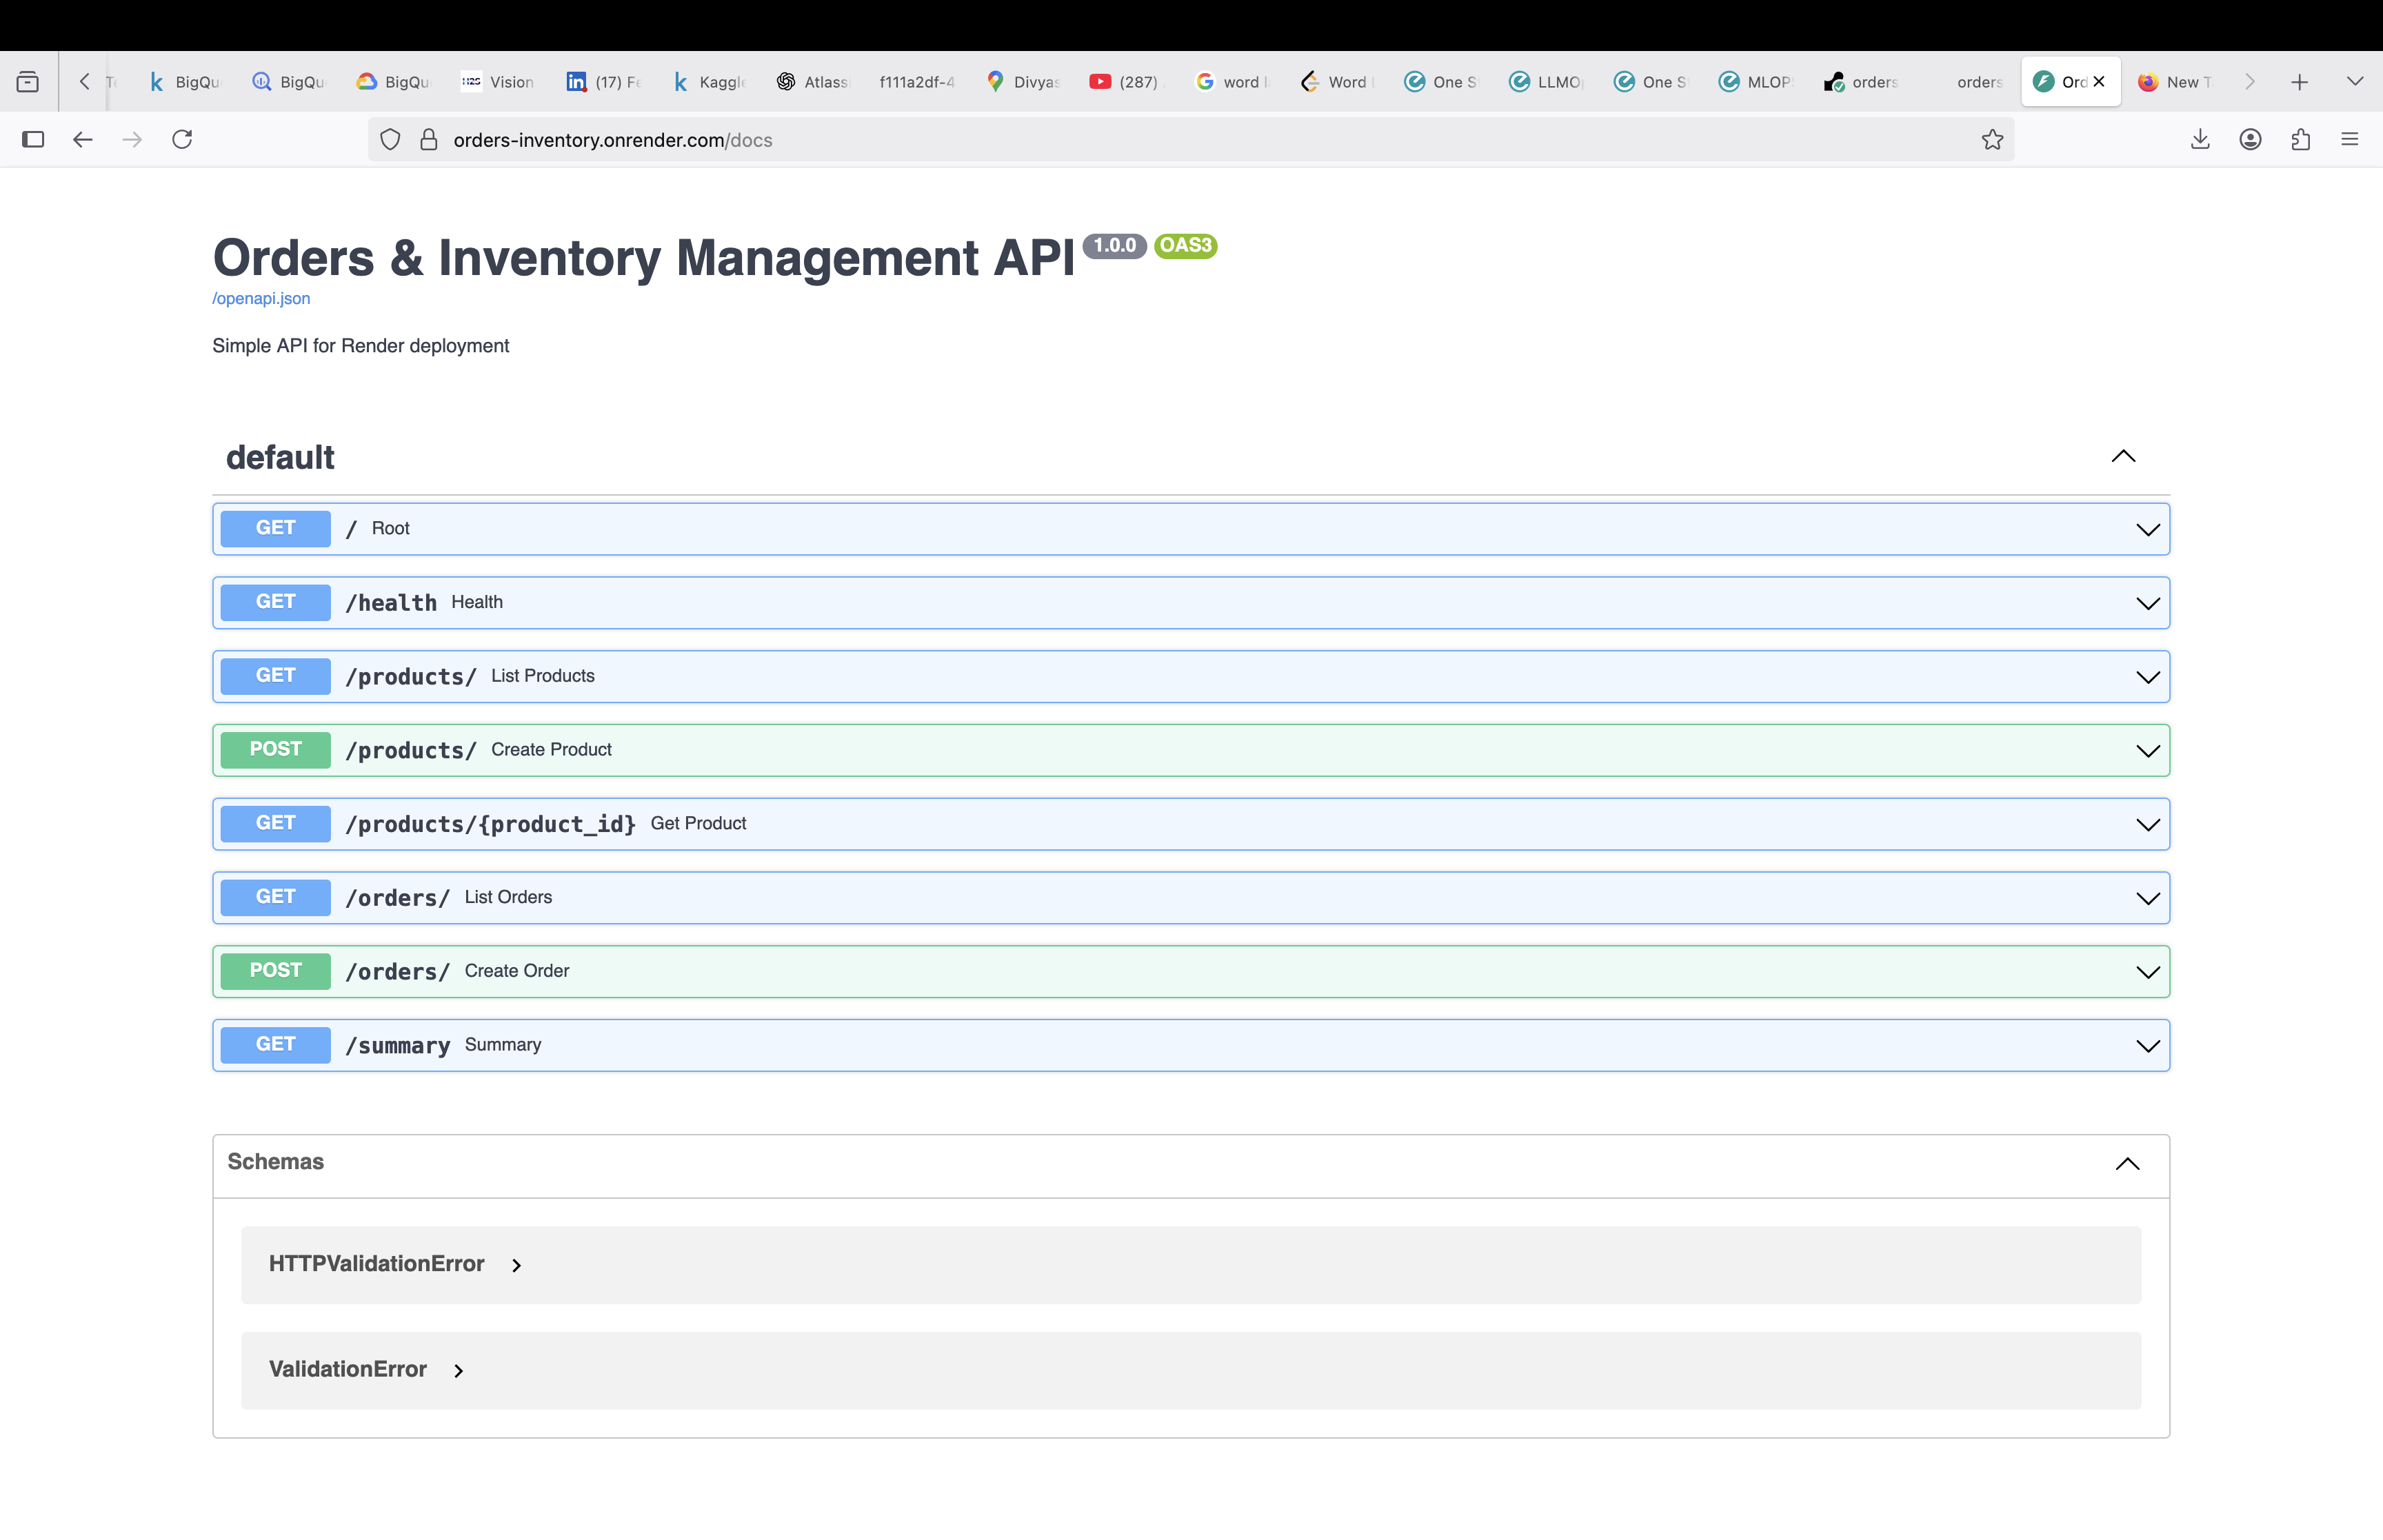 BigQu
BigQu
BigQu
Vision
(17) Fe
Kaggle
Atlass
f111a2df-4
Divyas
(287)
word l
Word
One S
LLMO
One S
MLOP
orders
orders
Ord
New T
orders-inventory.onrender.com/docs
Orders & Inventory Management API 1.0.0 OAS3
/openapi.json
Simple API for Render deployment
default
GET / Root
GET /health Health
GET /products/ List Products
POST /products/ Create Product
GET /products/{product_id} Get Product
GET /orders/ List Orders
POST /orders/ Create Order
GET /summary Summary
Schemas
HTTPValidationError
ValidationError